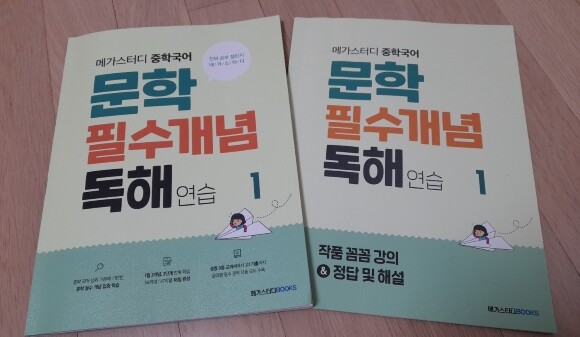 메가스터디 중학국어
문학
필수개념
독해 연습 1
메가스터디BOOKS
메가스터디 중학국어
문학
필수개념
독해 연습 1
작품 꼼꼼 강의
& 정답 및 해설
메가스터디BOOKS